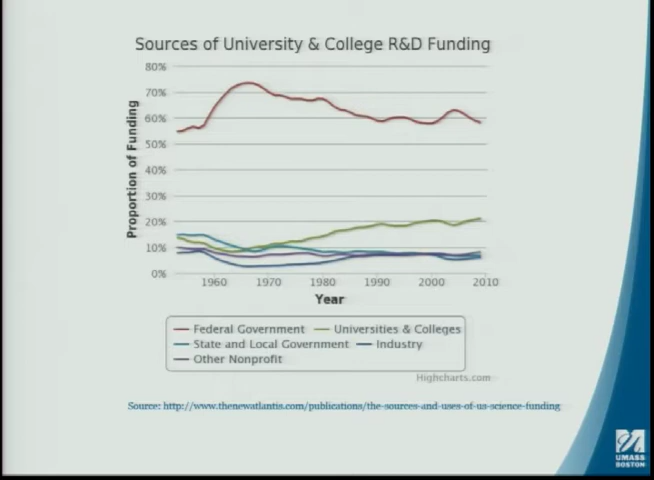 Sources of University & College R&D Funding
80%
70%
60%
50%
40%
30%
20%
10%
0%
Proportion of Funding
1960 1970 1980 1990 2000 2010
Year
Federal Government Universities & Colleges
State and Local Government Industry
Other Nonprofit
Highcharts.com
Source: http://www.thenewatlantis.com/publications/the-sources-and-uses-of-us-science-funding
UMASS
BOSTON